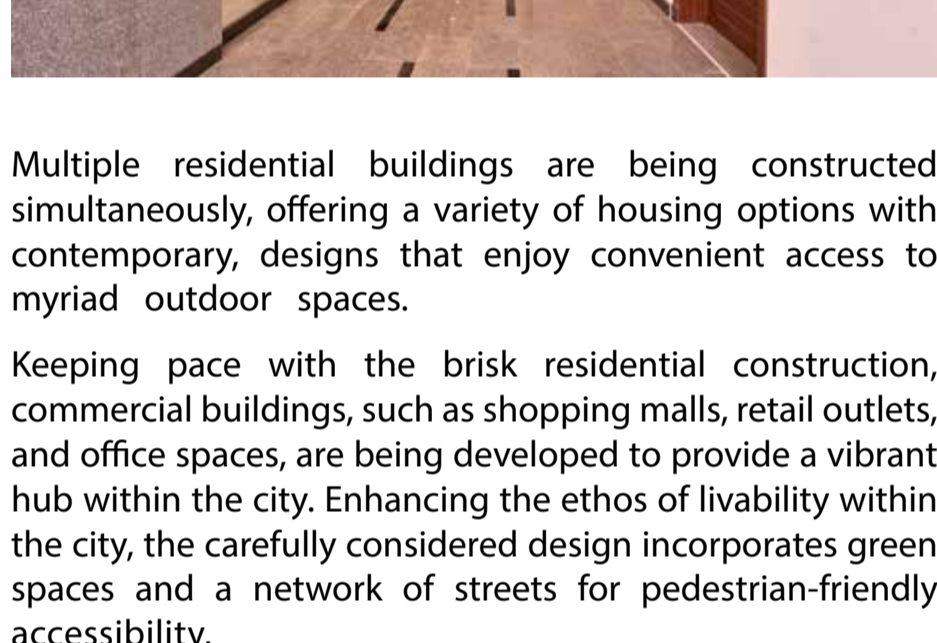 Multiple residential buildings are being constructed
simultaneously, offering a variety of housing options with
contemporary, designs that enjoy convenient access to
myriad outdoor spaces.
Keeping pace with the brisk residential construction,
commercial buildings, such as shopping malls, retail outlets,
and office spaces, are being developed to provide a vibrant
hub within the city. Enhancing the ethos of livability within
the city, the carefully considered design incorporates green
spaces and a network of streets for pedestrian-friendly
accessibility.